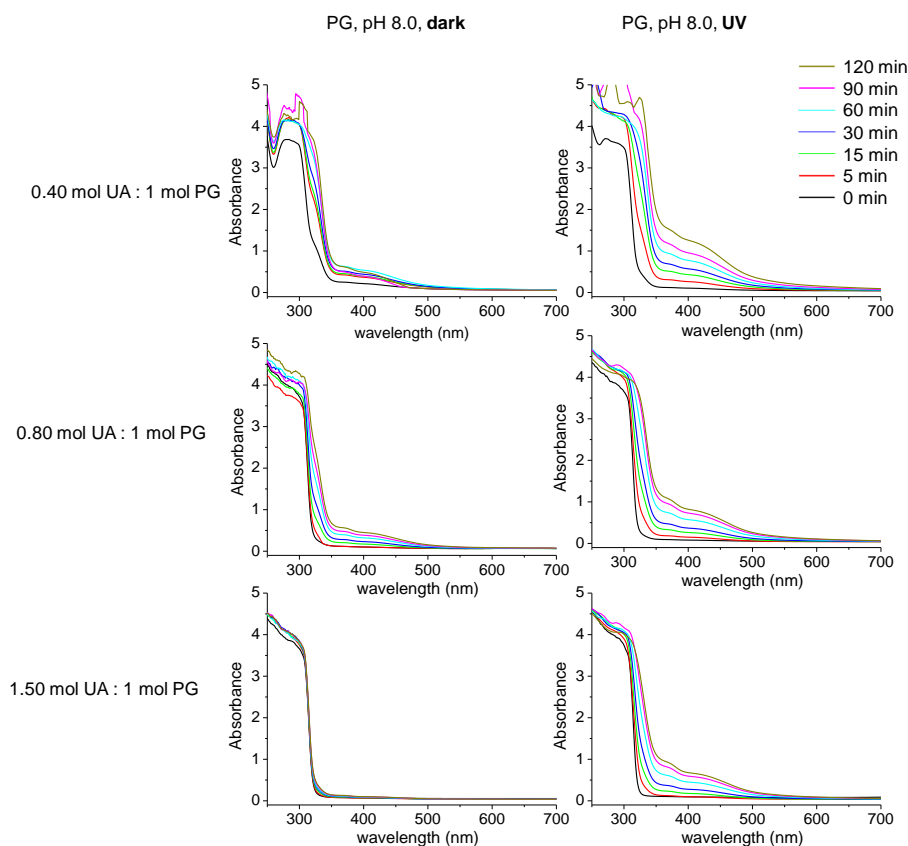 PG, pH 8.0, dark
PG, pH 8.0, UV
120 min
90 min
60 min
30 min
15 min
5 min
0 min
0.40 mol UA : 1 mol PG
Absorbance
5
4
3
2
1
0
300 400 500 600 700
wavelength (nm)
Absorbance
5
4
3
2
1
0
300 400 500 600 700
wavelength (nm)
0.80 mol UA : 1 mol PG
Absorbance
5
4
3
2
1
0
300 400 500 600 700
wavelength (nm)
Absorbance
5
4
3
2
1
0
300 400 500 600 700
wavelength (nm)
1.50 mol UA : 1 mol PG
Absorbance
5
4
3
2
1
0
300 400 500 600 700
wavelength (nm)
Absorbance
5
4
3
2
1
0
300 400 500 600 700
wavelength (nm)